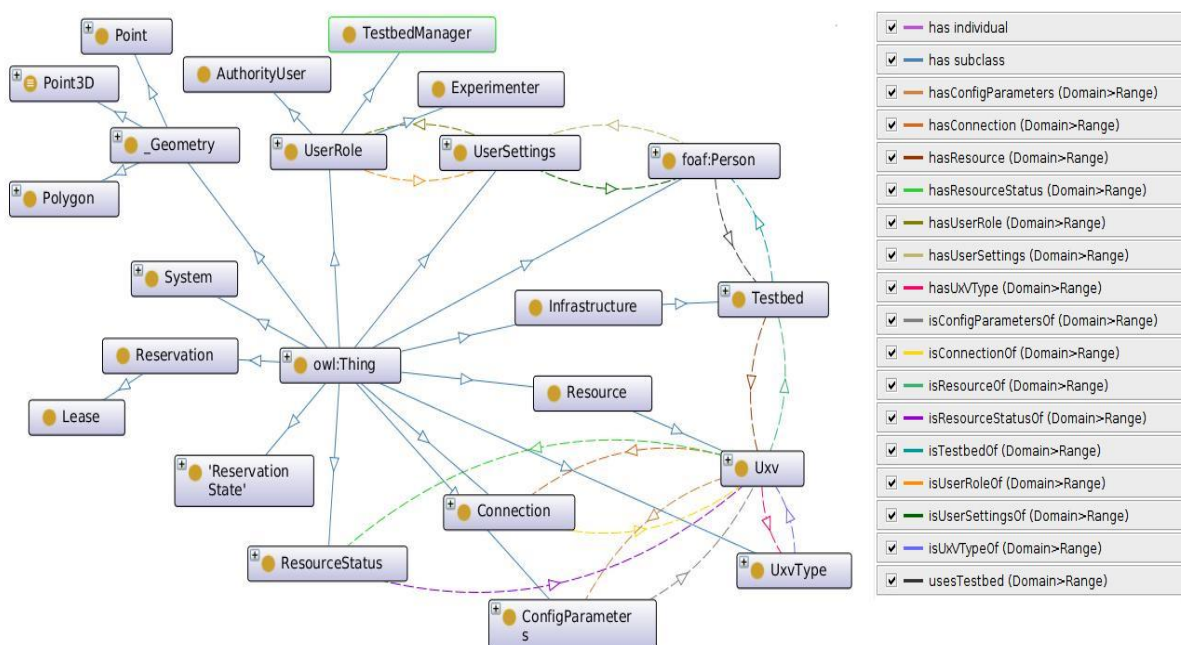 Point
TestbedManager
AuthorityUser
Point3D
Experimenter
_Geometry
UserRole
UserSettings
foaf:Person
Polygon
System
Infrastructure
Testbed
Reservation
owl:Thing
Resource
Lease
'Reservation
State'
Uxv
Connection
ResourceStatus
UxvType
ConfigParameter
s
has individual
has subclass
hasConfigParameters (Domain>Range)
hasConnection (Domain>Range)
hasResource (Domain>Range)
hasResourceStatus (Domain>Range)
hasUserRole (Domain>Range)
hasUserSettings (Domain>Range)
hasUxVType (Domain>Range)
isConfigParametersOf (Domain>Range)
isConnectionOf (Domain>Range)
isResourceOf (Domain>Range)
isResourceStatusOf (Domain>Range)
isTestbedOf (Domain>Range)
isUserRoleOf (Domain>Range)
isUserSettingsOf (Domain>Range)
isUxVTypeOf (Domain>Range)
usesTestbed (Domain>Range)